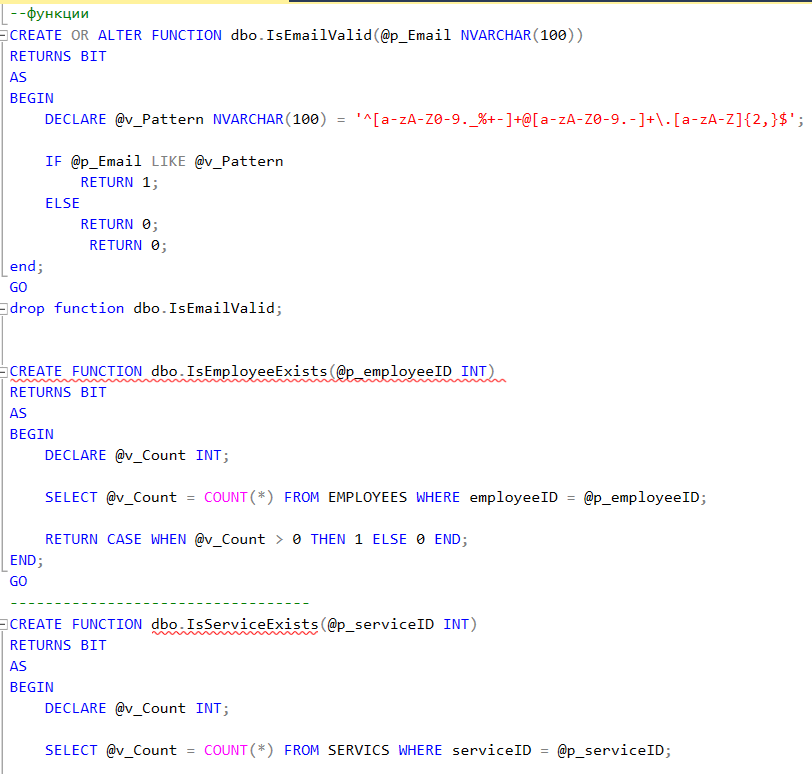 --функции
CREATE OR ALTER FUNCTION dbo.IsEmailValid(@p_Email NVARCHAR(100))
RETURNS BIT
AS
BEGIN
    DECLARE @v_Pattern NVARCHAR(100) = '^[a-zA-Z0-9._%+-]+@[a-zA-Z0-9.-]+\.[a-zA-Z]{2,}$';

    IF @p_Email LIKE @v_Pattern
        RETURN 1;
    ELSE
        RETURN 0;
         RETURN 0;
end;
GO
drop function dbo.IsEmailValid;

CREATE FUNCTION dbo.IsEmployeeExists(@p_employeeID INT)
RETURNS BIT
AS
BEGIN
    DECLARE @v_Count INT;

    SELECT @v_Count = COUNT(*) FROM EMPLOYEES WHERE employeeID = @p_employeeID;

    RETURN CASE WHEN @v_Count > 0 THEN 1 ELSE 0 END;
END;
GO
----------------------------------
CREATE FUNCTION dbo.IsServiceExists(@p_serviceID INT)
RETURNS BIT
AS
BEGIN
    DECLARE @v_Count INT;

    SELECT @v_Count = COUNT(*) FROM SERVICS WHERE serviceID = @p_serviceID;